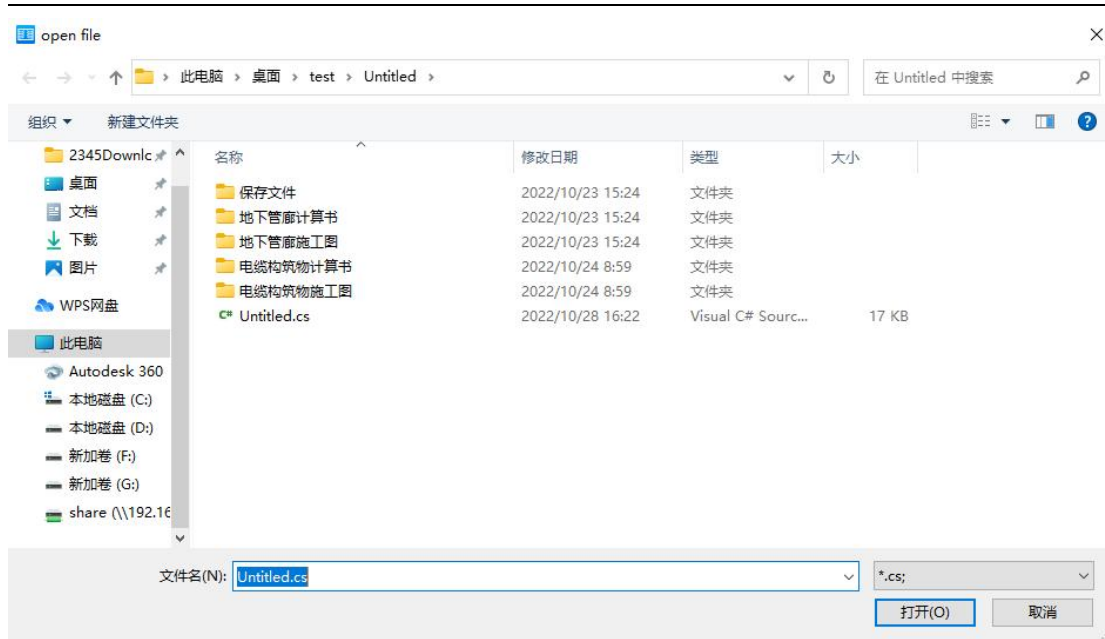 open file
此电脑 › 桌面 › test › Untitled ›
在 Untitled 中搜索
组织 新建文件夹
名称 修改日期 类型 大小
2345Downlc
桌面
文档
下载
图片
WPS网盘
此电脑
Autodesk 360
本地磁盘 (C:)
本地磁盘 (D:)
新加卷 (F:)
新加卷 (G:)
share (\\192.16
保存文件 2022/10/23 15:24 文件夹
地下管廊计算书 2022/10/23 15:24 文件夹
地下管廊施工图 2022/10/23 15:24 文件夹
电缆构筑物计算书 2022/10/24 8:59 文件夹
电缆构筑物施工图 2022/10/24 8:59 文件夹
C# Untitled.cs 2022/10/28 16:22 Visual C# Sourc... 17 KB
文件名(N): Untitled.cs
*.cs;
打开(O) 取消